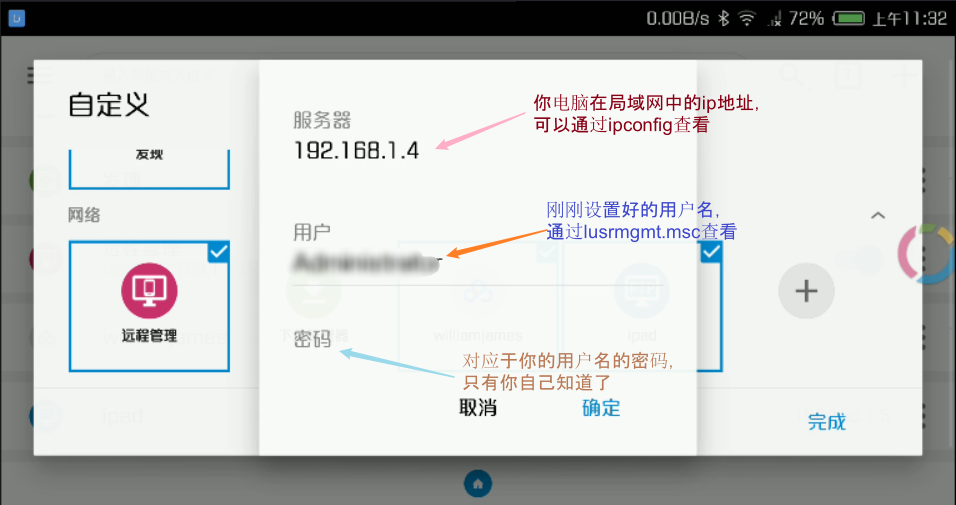 0.00B/s 72% 上午11:32
自定义
发现
网络
远程管理
服务器
192.168.1.4
你电脑在局域网中的ip地址,
可以通过ipconfig查看
用户
Administrator
刚刚设置好的用户名,
通过lusrmgmt.msc查看
williamjames
ipad
密码
对应于你的用户名的密码,
只有你自己知道了
取消
确定
完成
ipad